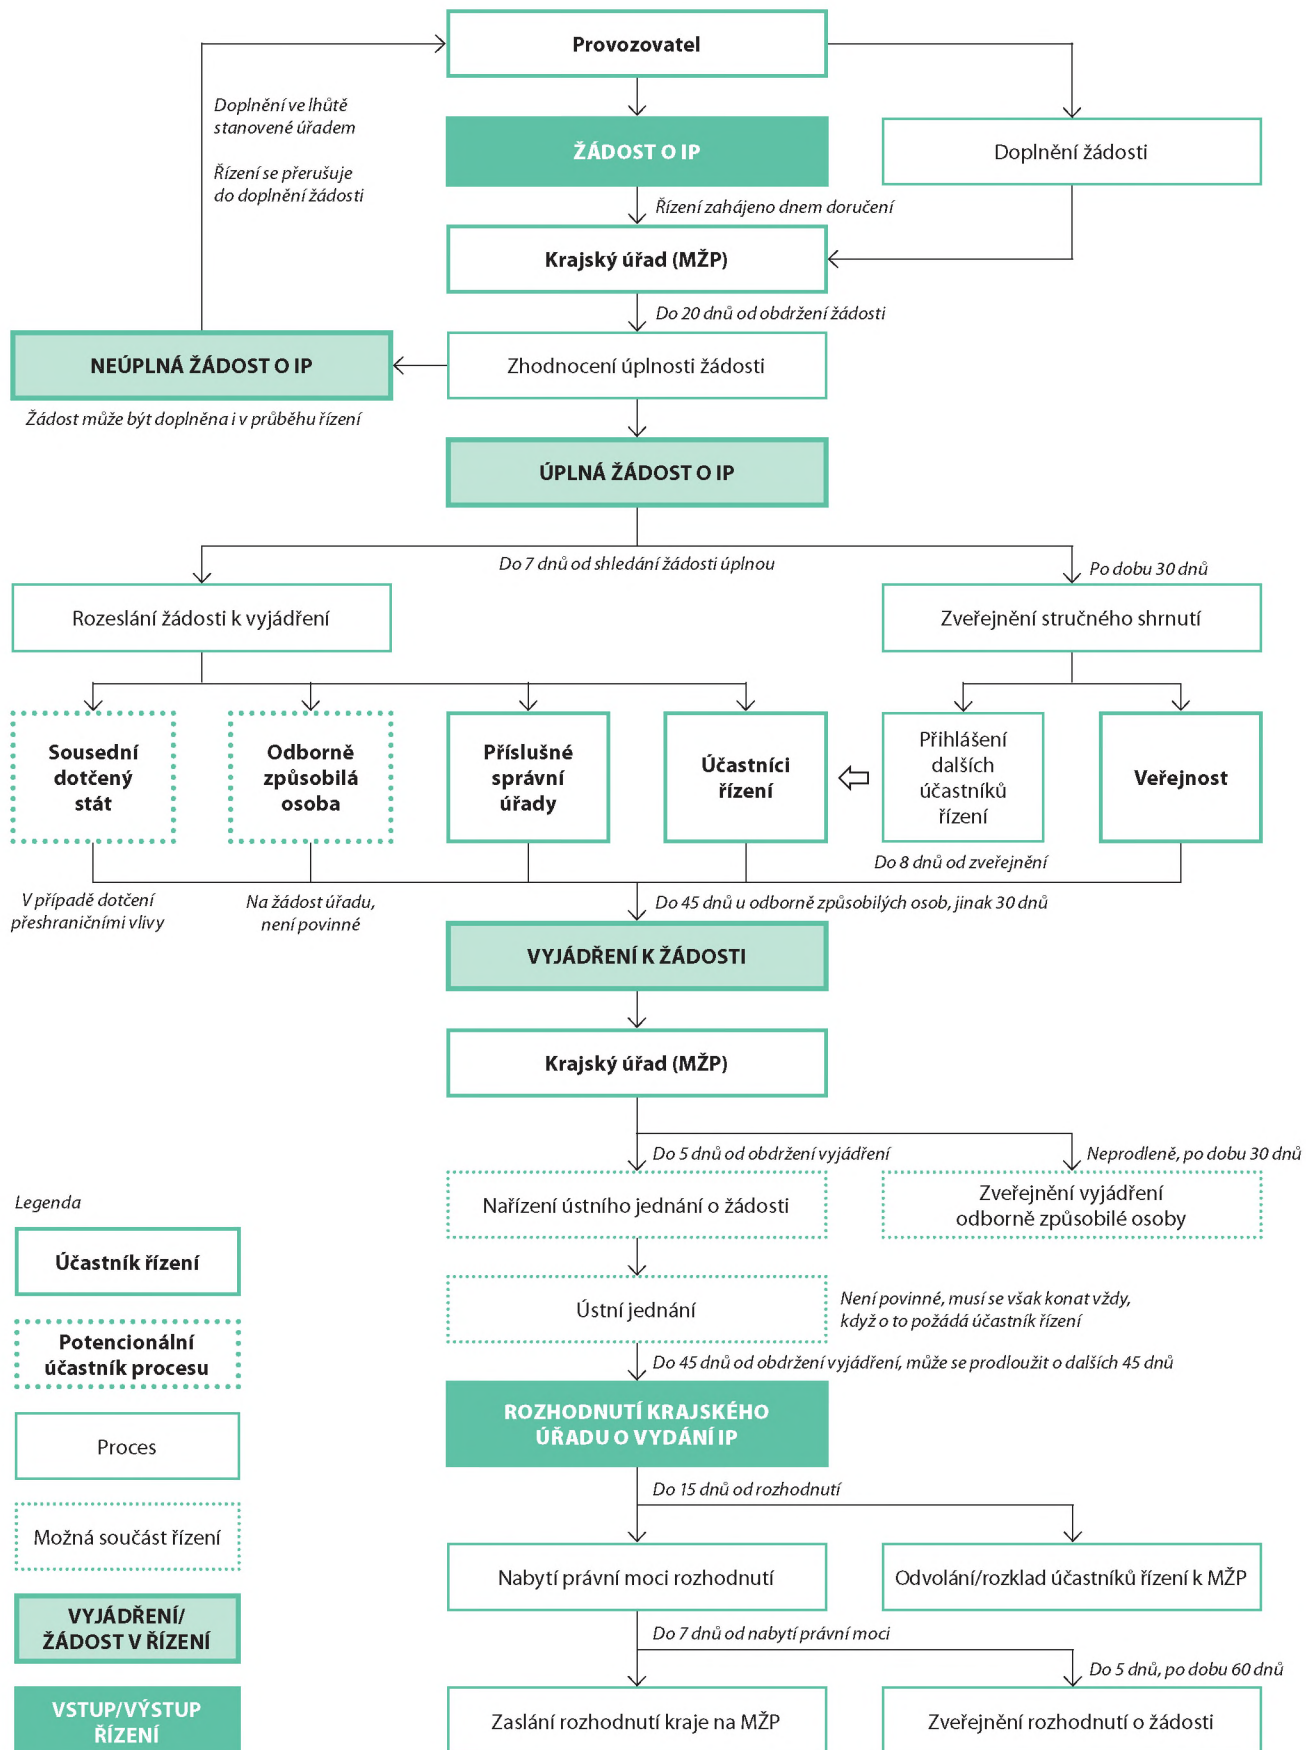 Provozovatel
Doplnění ve lhůtě
stanovené úřadem
Řízení se přerušuje
do doplnění žádosti
ŽÁDOST O IP
Doplnění žádosti
Řízení zahájeno dnem doručení
Krajský úřad (MŽP)
Do 20 dnů od obdržení žádosti
NEÚPLNÁ ŽÁDOST O IP
Zhodnocení úplnosti žádosti
Žádost může být doplněna i v průběhu řízení
ÚPLNÁ ŽÁDOST O IP
Do 7 dnů od shledání žádosti úplnou
Po dobu 30 dnů
Rozeslání žádosti k vyjádření
Zveřejnění stručného shrnutí
Sousední
dotčený
stát
Odborně
způsobilá
osoba
Příslušné
správní
úřady
Účastníci
řízení
Přihlášení
dalších
účastníků
řízení
Veřejnost
Do 8 dnů od zveřejnění
V případě dotčení
přeshraničními vlivy
Na žádost úřadu,
není povinné
Do 45 dnů u odborně způsobilých osob, jinak 30 dnů
VYJÁDŘENÍ K ŽÁDOSTI
Krajský úřad (MŽP)
Do 5 dnů od obdržení vyjádření
Neprodleně, po dobu 30 dnů
Nařízení ústního jednání o žádosti
Zveřejnění vyjádření
odborně způsobilé osoby
Ústní jednání
Není povinné, musí se však konat vždy,
když o to požádá účastník řízení
Do 45 dnů od obdržení vyjádření, může se prodloužit o dalších 45 dnů
ROZHODNUTÍ KRAJSKÉHO
ÚŘADU O VYDÁNÍ IP
Do 15 dnů od rozhodnutí
Nabytí právní moci rozhodnutí
Odvolání/rozklad účastníků řízení k MŽP
Do 7 dnů od nabytí právní moci
Do 5 dnů, po dobu 60 dnů
Zaslání rozhodnutí kraje na MŽP
Zveřejnění rozhodnutí o žádosti
Legenda
Účastník řízení
Potencionální
účastník procesu
Proces
Možná součást řízení
VYJÁDŘENÍ/
ŽÁDOST V ŘÍZENÍ
VSTUP/VÝSTUP
ŘÍZENÍ